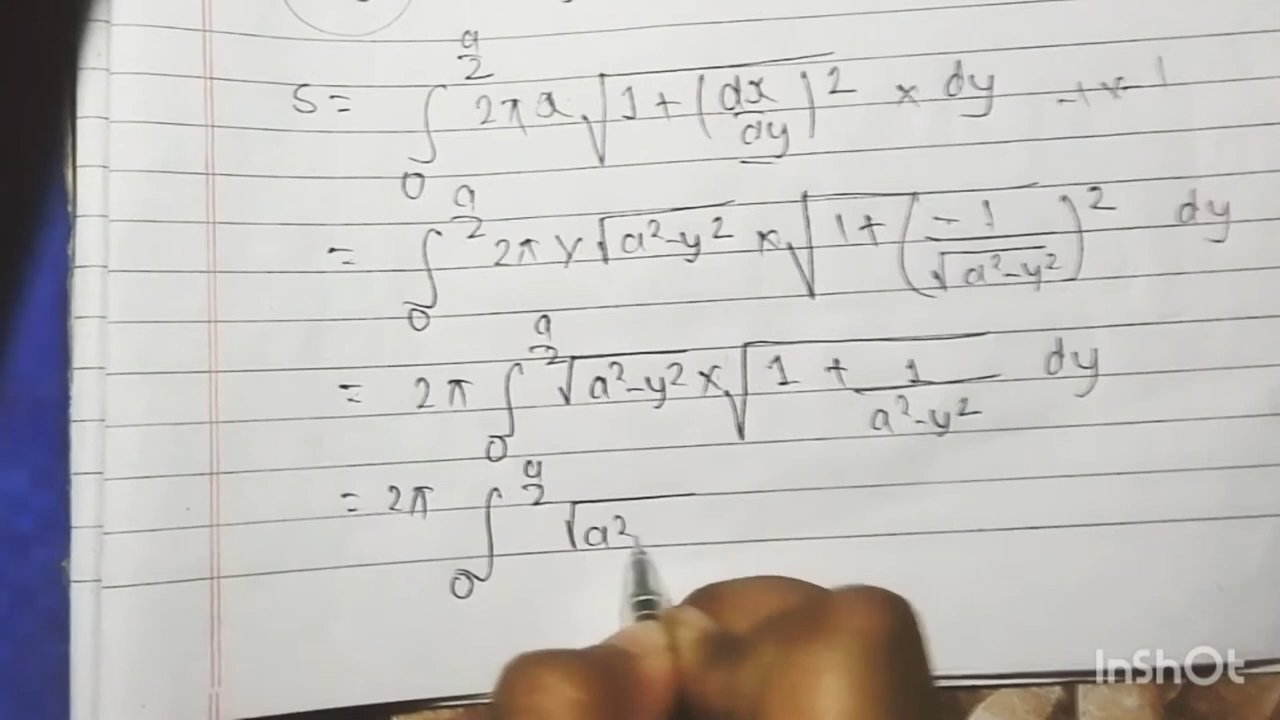 S = ∫₀^(a/2) 2πx √(1 + (dx/dy)²) × dy
= ∫₀^(a/2) 2π × √(a²-y²) × √(1 + (-1/√(a²-y²))²) dy
= 2π ∫₀^(a/2) √(a²-y²) × √(1 + 1/(a²-y²)) dy
= 2π ∫₀^(a/2) √(a²
InShOt